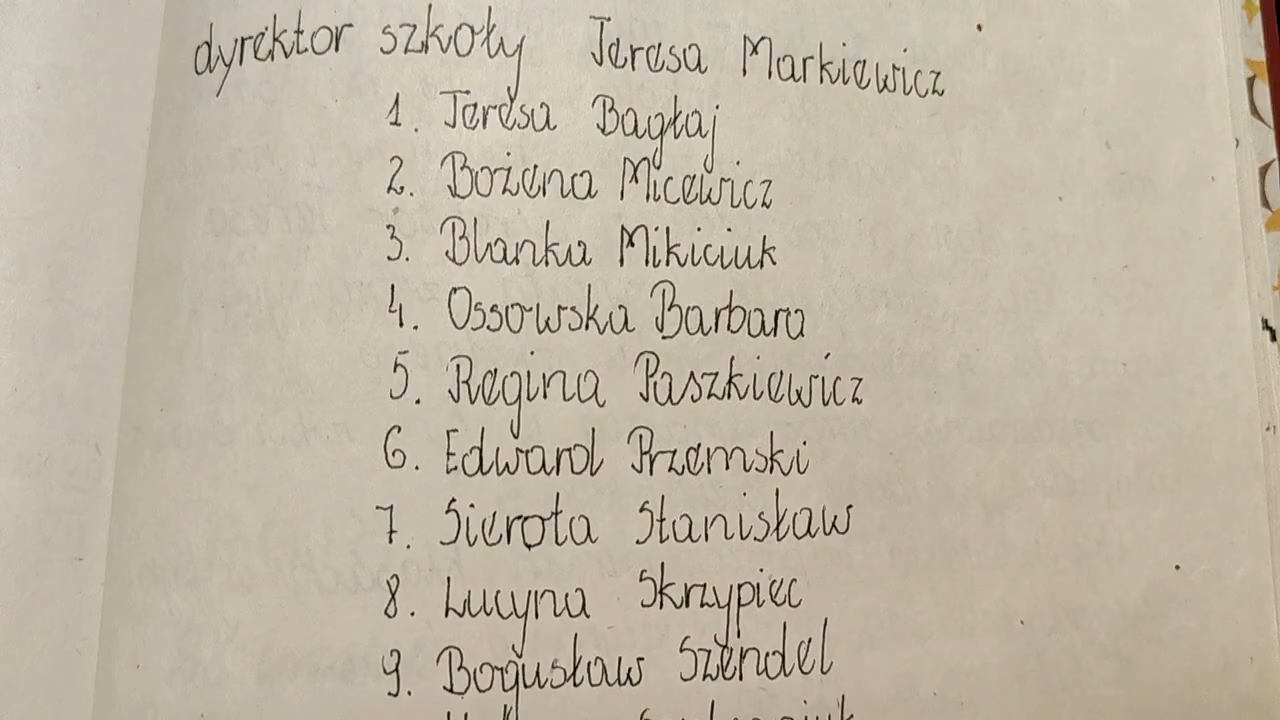 dyrektor szkoły Teresa Markiewicz
1. Teresa Bagłaj
2. Bożena Micewicz
3. Blanka Mikiciuk
4. Ossowska Barbara
5. Regina Paszkiewicz
6. Edward Przemski
7. Sierota Stanisław
8. Lucyna Skrzypiec
9. Bogusław Szendel